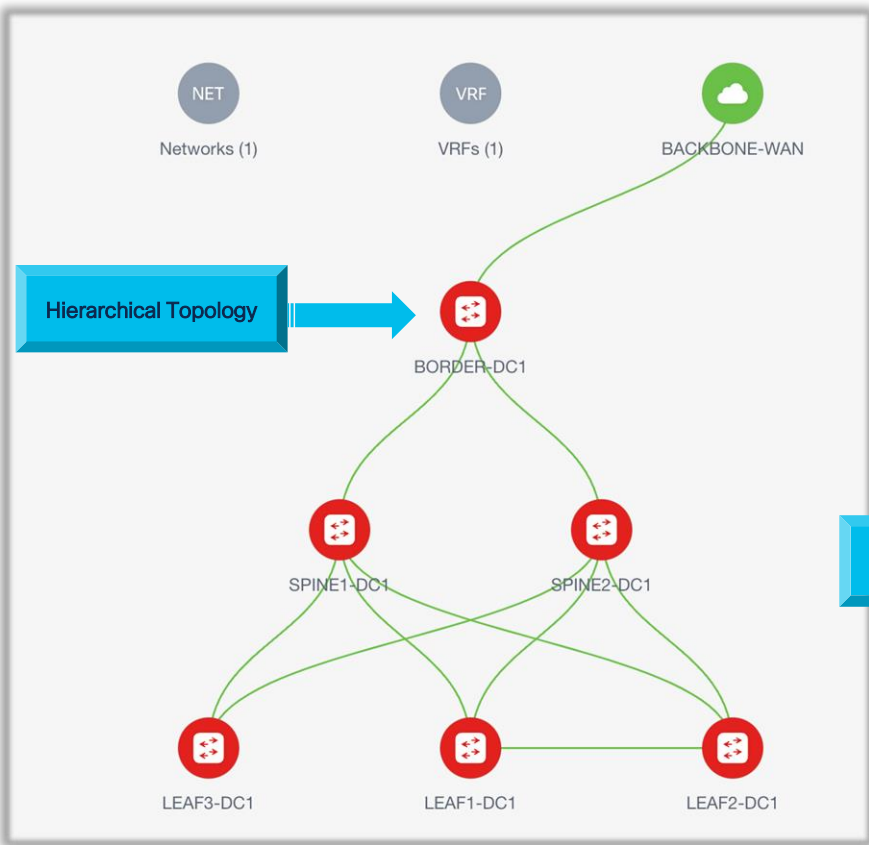 NET
VRF
Networks (1)
VRFs (1)
BACKBONE-WAN
Hierarchical Topology
BORDER-DC1
SPINE1-DC1
SPINE2-DC1
LEAF3-DC1
LEAF1-DC1
LEAF2-DC1